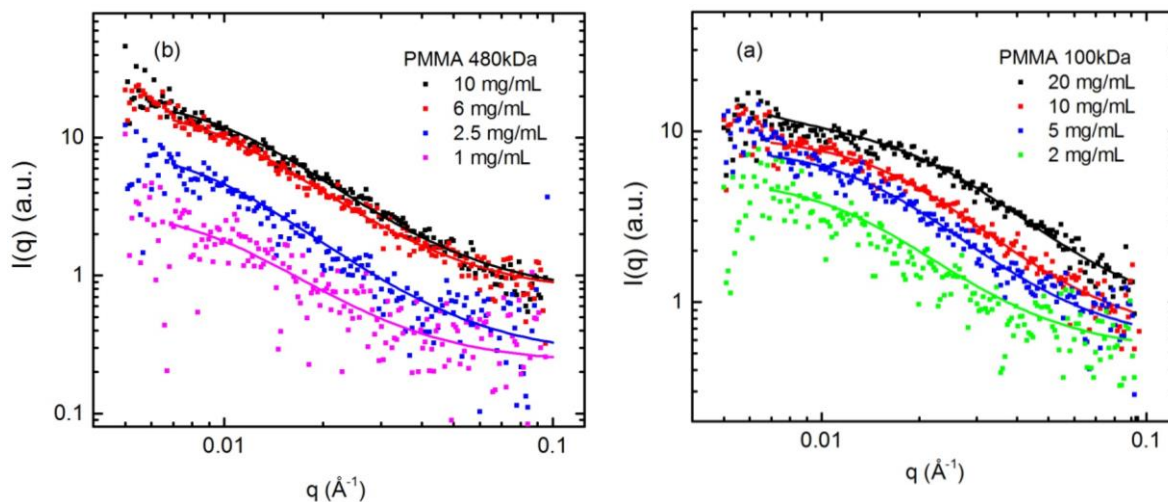 (b)
PMMA 480kDa
10 mg/mL
6 mg/mL
2.5 mg/mL
1 mg/mL
I(q) (a.u.)
10
1
0.1
0.01
0.1
q (Å⁻¹)
(a)
PMMA 100kDa
20 mg/mL
10 mg/mL
5 mg/mL
2 mg/mL
I(q) (a.u.)
10
1
0.01
0.1
q (Å⁻¹)